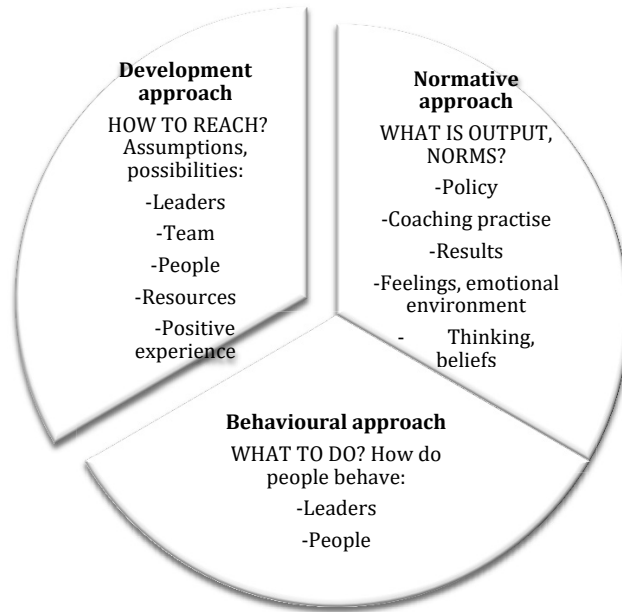 Development
approach
HOW TO REACH?
Assumptions,
possibilities:
-Leaders
-Team
-People
-Resources
-Positive
experience
Normative
approach
WHAT IS OUTPUT,
NORMS?
-Policy
-Coaching practise
-Results
-Feelings, emotional
environment
- Thinking,
beliefs
Behavioural approach
WHAT TO DO? How do
people behave:
-Leaders
-People